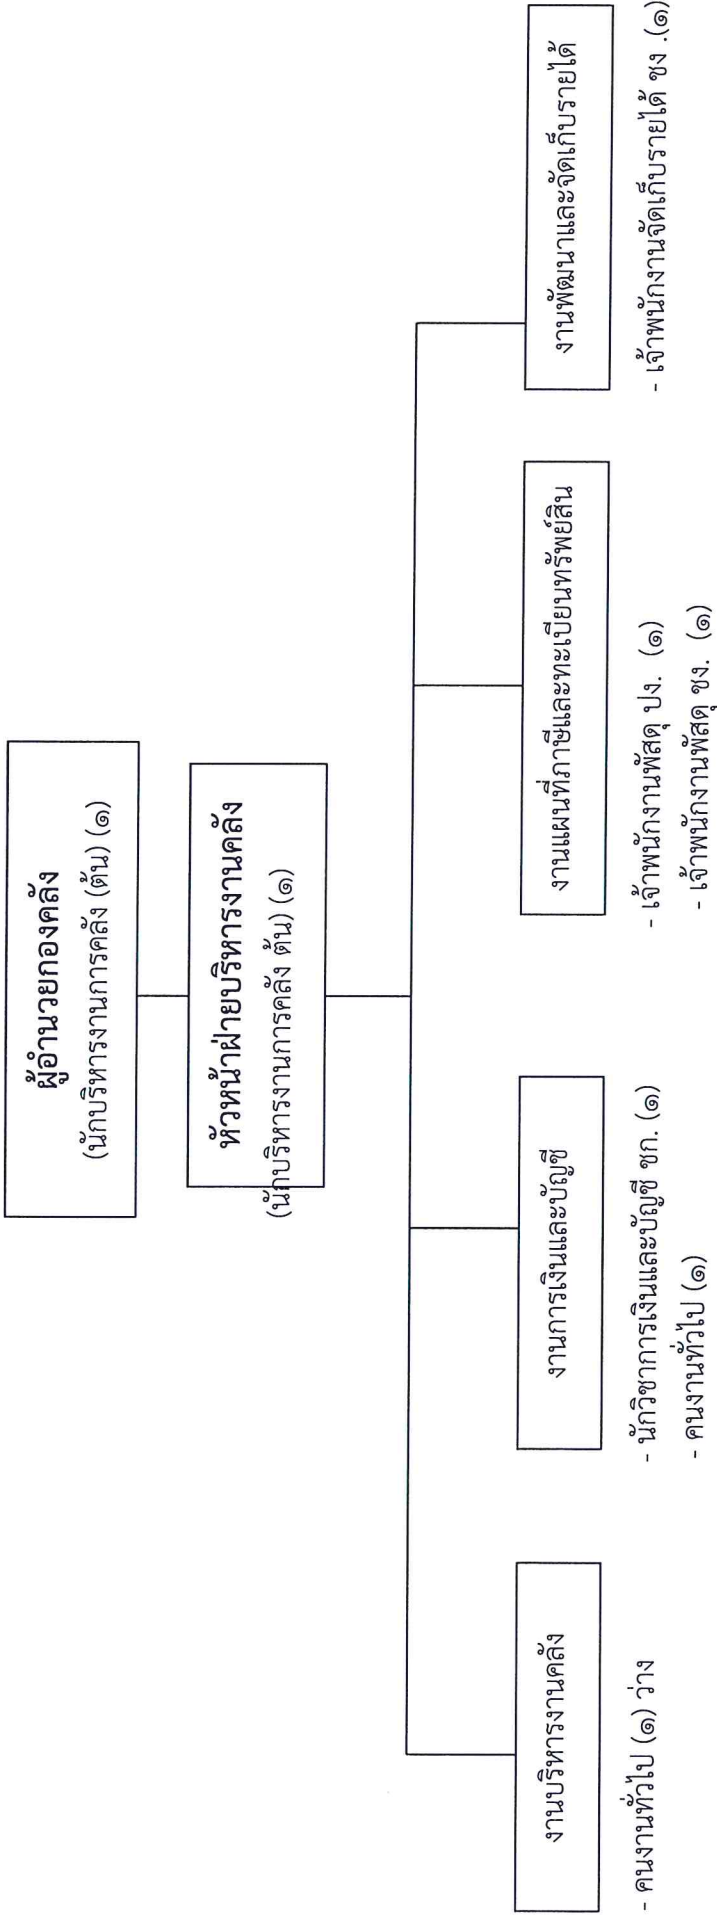 ผู้อำนวยกองคลัง
(นักบริหารงานการคลัง (ต้น) (๑)
หัวหน้าฝ่ายบริหารงานคลัง
(นักบริหารงานการคลัง ต้น) (๑)
งานบริหารงานคลัง
- คนงานทั่วไป (๑) ว่าง
งานการเงินและบัญชี
- นักวิชาการเงินและบัญชี ชก. (๑)
- คนงานทั่วไป (๑)
งานแผนที่ภาษีและทะเบียนทรัพย์สิน
- เจ้าพนักงานพัสดุ ปง. (๑)
- เจ้าพนักงานพัสดุ ชง. (๑)
งานพัฒนาและจัดเก็บรายได้
- เจ้าพนักงานจัดเก็บรายได้ ชง .(๑)